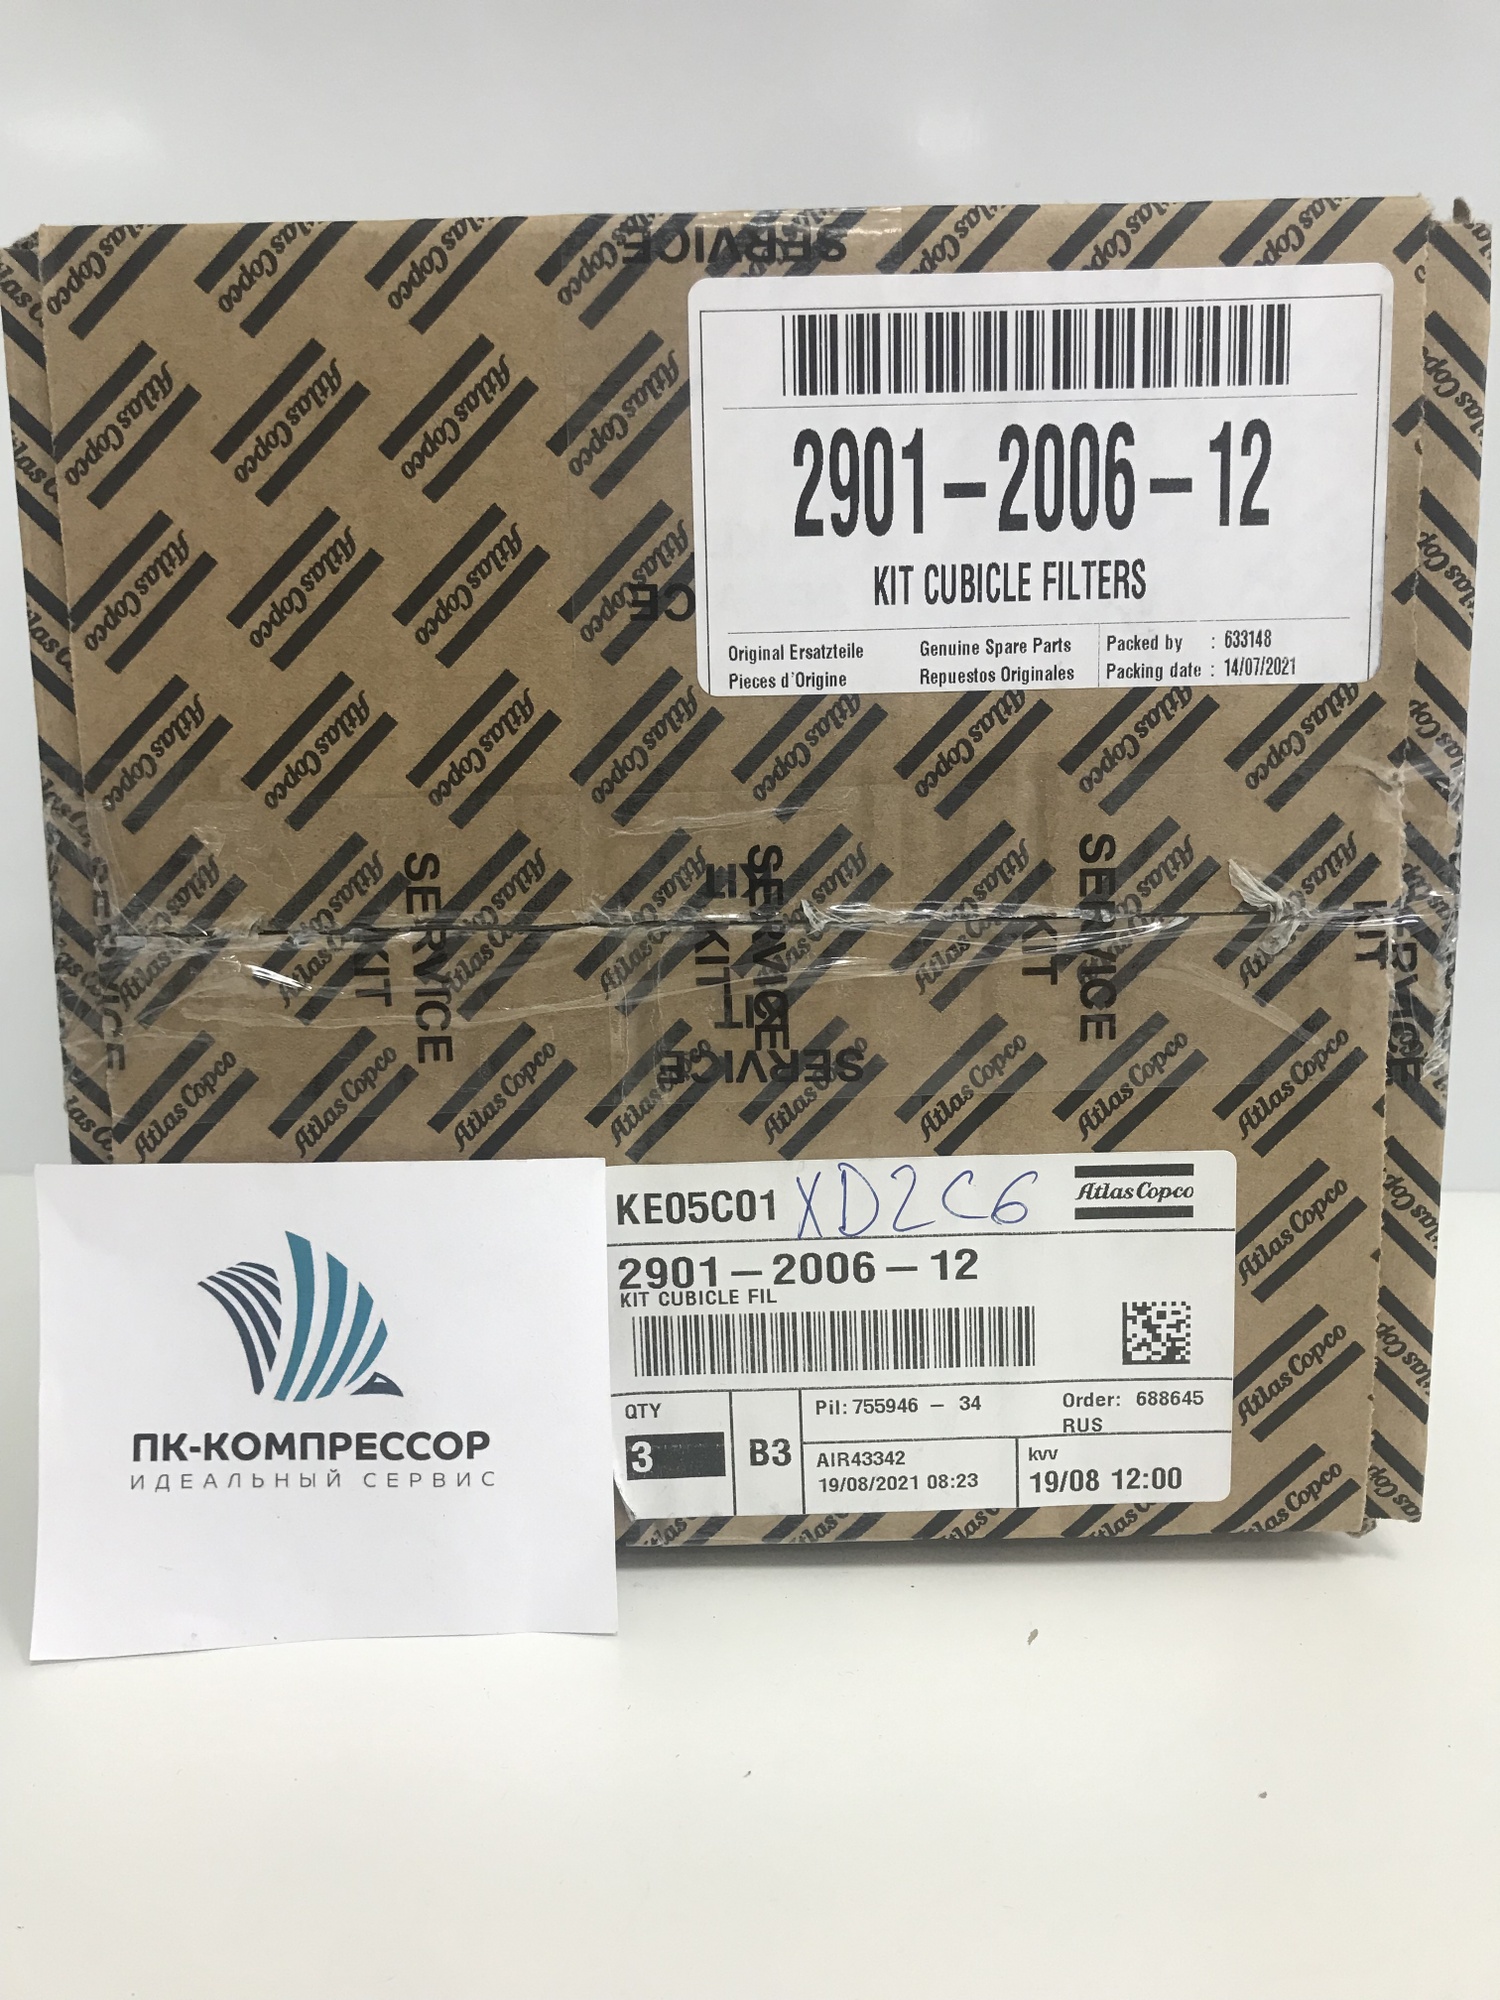 SERVICE
2901-2006-12
KIT CUBICLE FILTERS
Original Ersatzteile Genuine Spare Parts Packed by : 633148
Pieces d'Origine Repuestos Originales Packing date : 14/07/2021
Atlas Copco
SERVICE
KIT
SERVICE
KIT
SERVICE
KIT
SERVICE
KE05C01 XD2C6 Atlas Copco
2901-2006-12
KIT CUBICLE FIL
QTY
3
B3
Pil: 755946 - 34 Order: 688645
RUS
AIR43342
19/08/2021 08:23
kvv
19/08 12:00
ПК-КОМПРЕССОР
ИДЕАЛЬНЫЙ СЕРВИС